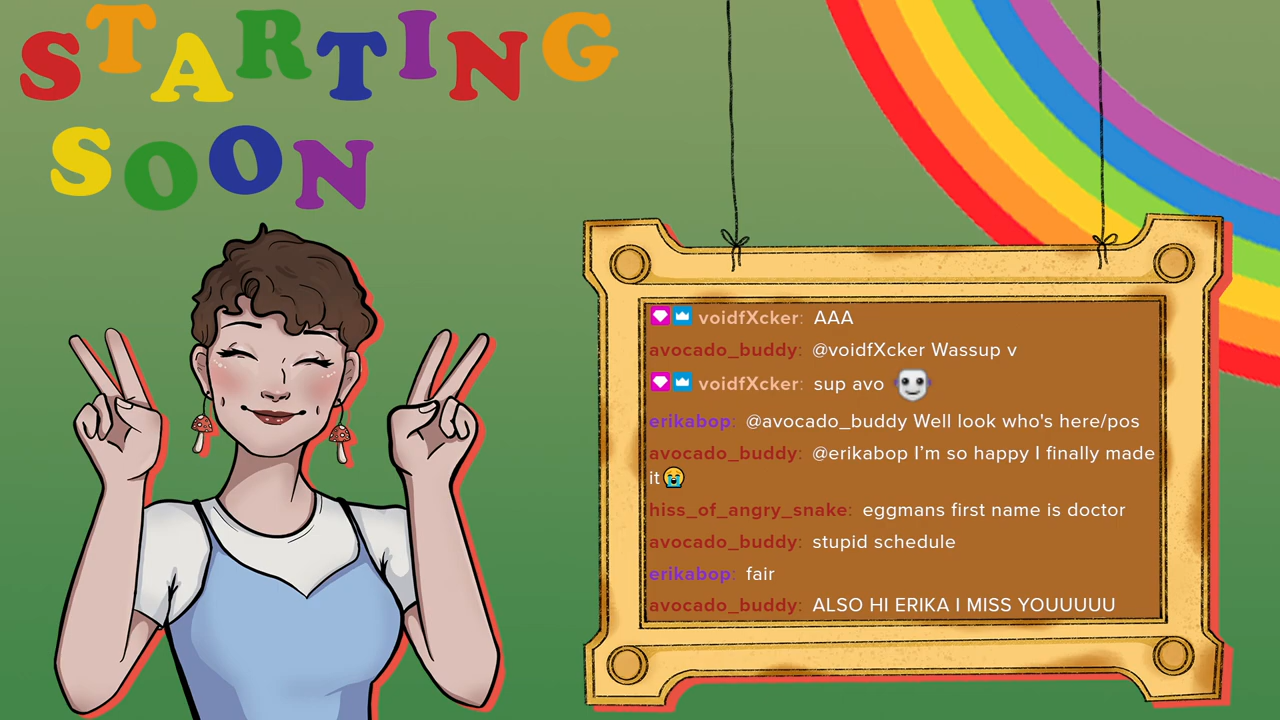 STARTING
SOON
voidfXcker: AAA
avocado_buddy: @voidfXcker Wassup v
voidfXcker: sup avo
erikabop: @avocado_buddy Well look who's here/pos
avocado_buddy: @erikabop I’m so happy I finally made
it😭
hiss_of_angry_snake: eggmans first name is doctor
avocado_buddy: stupid schedule
erikabop: fair
avocado_buddy: ALSO HI ERIKA I MISS YOUUUUU